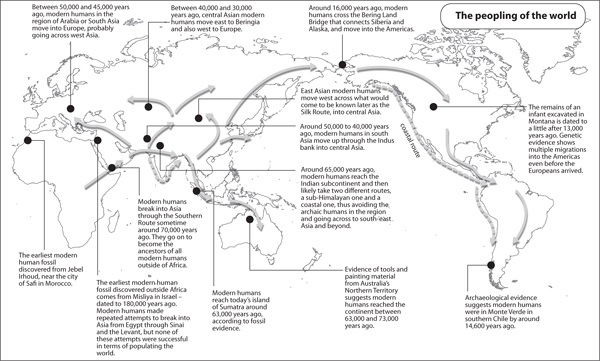 The peopling of the world
Between 50,000 and 45,000 years
ago, modern humans in the
region of Arabia or South Asia
move into Europe, probably
going across west Asia.
Between 40,000 and 30,000
years ago, central Asian modern
humans move east to Beringia
and also west to Europe.
Around 16,000 years ago, modern
humans cross the Bering Land
Bridge that connects Siberia and
Alaska, and move into the Americas.
East Asian modern humans
move west across what would
come to be known later as the
Silk Route, into central Asia.
Around 50,000 to 40,000 years
ago, modern humans in south
Asia move up through the Indus
bank into central Asia.
coastal route
The remains of an
infant excavated in
Montana is dated to
a little after 13,000
years ago. Genetic
evidence shows
multiple migrations
into the Americas
even before the
Europeans arrived.
Around 65,000 years ago,
modern humans reach the
Indian subcontinent and then
likely take two different routes,
a sub-Himalayan one and a
coastal one, thus avoiding the
archaic humans in the region
and going across to south-east
Asia and beyond.
Modern humans
break into Asia
through the Southern
Route sometime
around 70,000 years
ago. They go on to
become the
ancestors of all
modern humans
outside of Africa.
The earliest modern
human fossil
discovered from Jebel
Irhoud, near the city
of Safi in Morocco.
The earliest modern human
fossil discovered outside Africa
comes from Misliya in Israel –
dated to 180,000 years ago.
Modern humans made
repeated attempts to break into
Asia from Egypt through Sinai
and the Levant, but none of
these attempts were successful
in terms of populating the
world.
Modern humans
reach today's island
of Sumatra around
63,000 years ago,
according to fossil
evidence.
Evidence of tools and
painting material
from Australia's
Northern Territory
suggests modern
humans reached the
continent between
63,000 and 73,000
years ago.
Archaeological evidence
suggests modern humans
were in Monte Verde in
southern Chile by around
14,600 years ago.